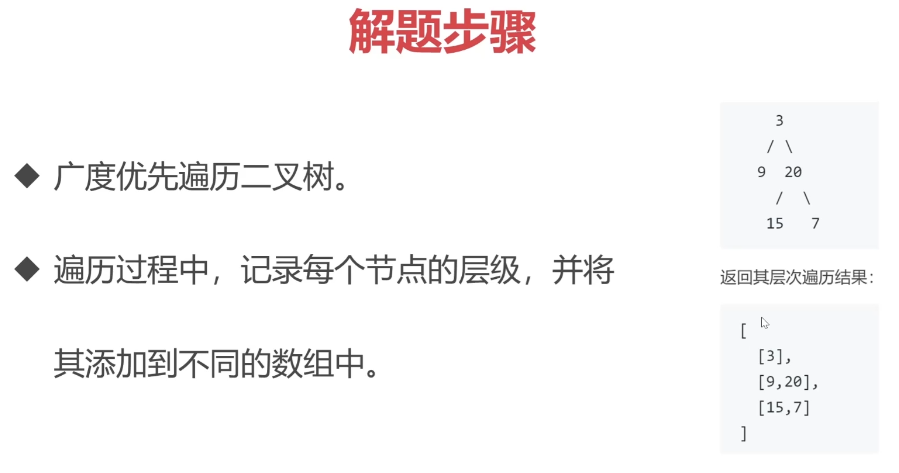 解题步骤
◆ 广度优先遍历二叉树。
◆ 遍历过程中，记录每个节点的层级，并将
其添加到不同的数组中。
3
/ \
9 20
/ \
15 7
返回其层次遍历结果：
[
[3],
[9,20],
[15,7]
]